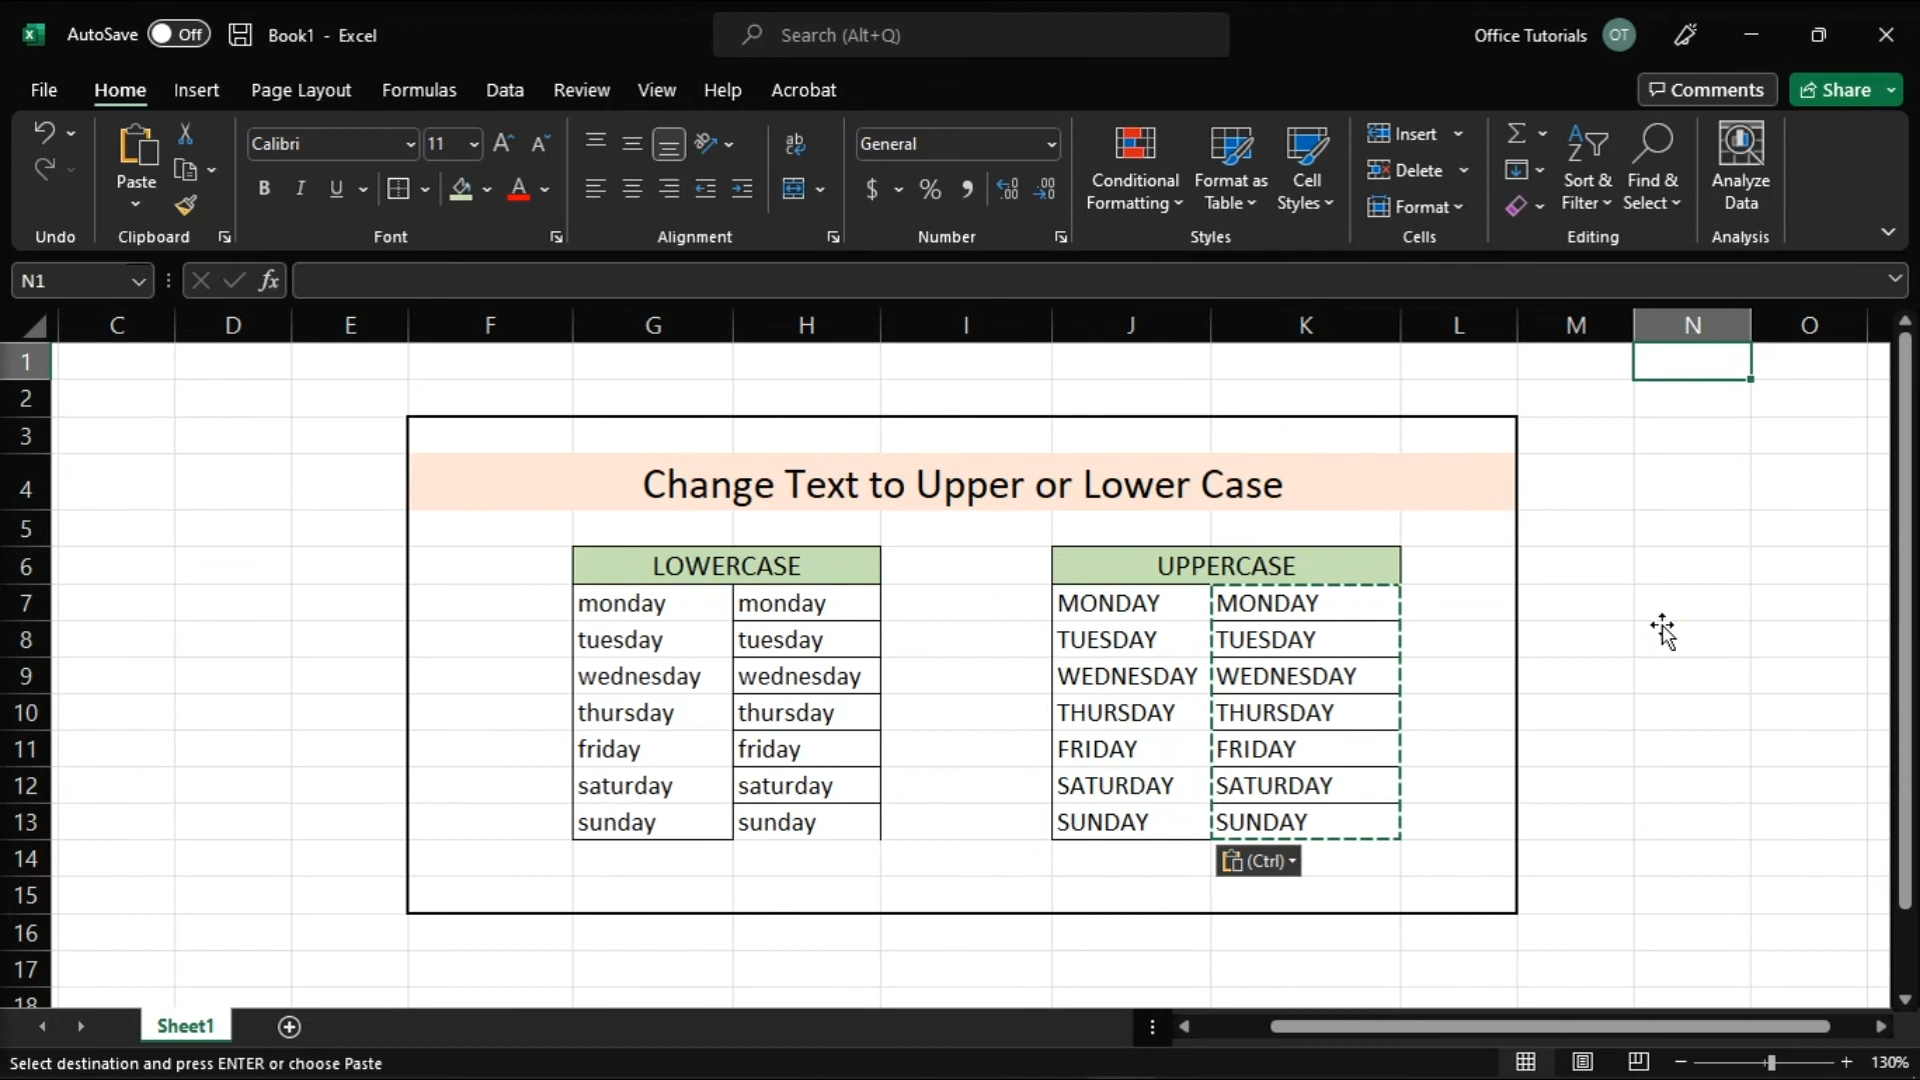 AutoSave Off Book1 - Excel Search (Alt+Q) Office Tutorials OT
File Home Insert Page Layout Formulas Data Review View Help Acrobat Comments Share
Paste Calibri 11 General Conditional Formatting Format as Table Cell Styles Insert Delete Format Sort & Filter Find & Select Analyze Data
Undo Clipboard Font Alignment Number Styles Cells Editing Analysis
N1 fx
C D E F G H I J K L M N O
1
2
3
4 Change Text to Upper or Lower Case
5
6 LOWERCASE UPPERCASE
7 monday monday MONDAY MONDAY
8 tuesday tuesday TUESDAY TUESDAY
9 wednesday wednesday WEDNESDAY WEDNESDAY
10 thursday thursday THURSDAY THURSDAY
11 friday friday FRIDAY FRIDAY
12 saturday saturday SATURDAY SATURDAY
13 sunday sunday SUNDAY SUNDAY
14 (Ctrl)
15
16
17
18
Sheet1
Select destination and press ENTER or choose Paste 130%